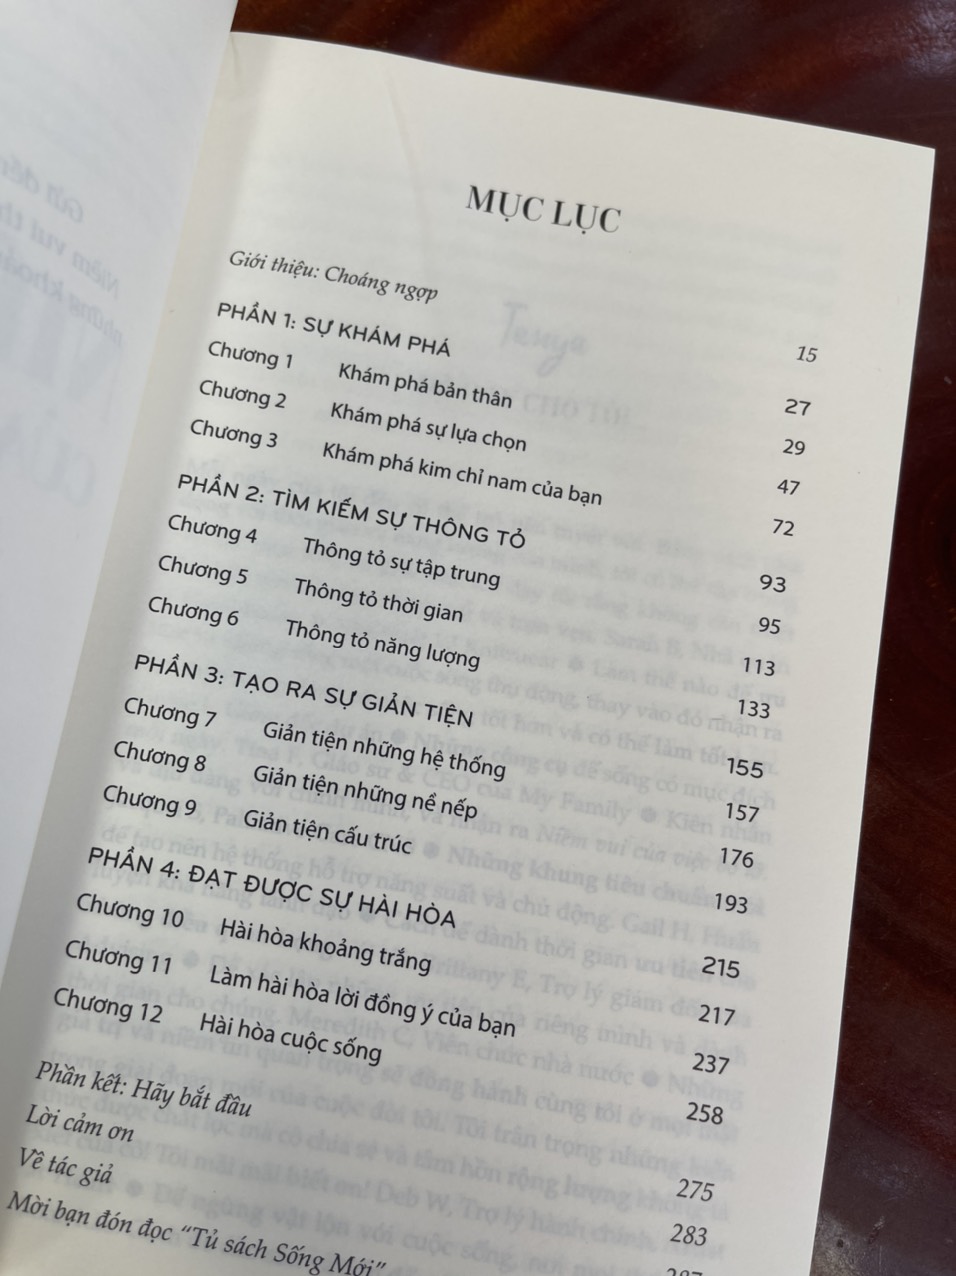 MỤC LỤC
Giới thiệu: Choáng ngợp 15
PHẦN 1: SỰ KHÁM PHÁ 27
Chương 1 Khám phá bản thân 29
Chương 2 Khám phá sự lựa chọn 47
Chương 3 Khám phá kim chỉ nam của bạn 72
PHẦN 2: TÌM KIẾM SỰ THÔNG TỎ 93
Chương 4 Thông tỏ sự tập trung 95
Chương 5 Thông tỏ thời gian 113
Chương 6 Thông tỏ năng lượng 133
PHẦN 3: TẠO RA SỰ GIẢN TIỆN 155
Chương 7 Giản tiện những hệ thống 157
Chương 8 Giản tiện những nề nếp 176
Chương 9 Giản tiện cấu trúc 193
PHẦN 4: ĐẠT ĐƯỢC SỰ HÀI HÒA 215
Chương 10 Hài hòa khoảng trắng 217
Chương 11 Làm hài hòa lời đồng ý của bạn 237
Chương 12 Hài hòa cuộc sống 258
Phần kết: Hãy bắt đầu 275
Lời cảm ơn 283
Về tác giả
Mời bạn đón đọc “Tủ sách Sống Mới”